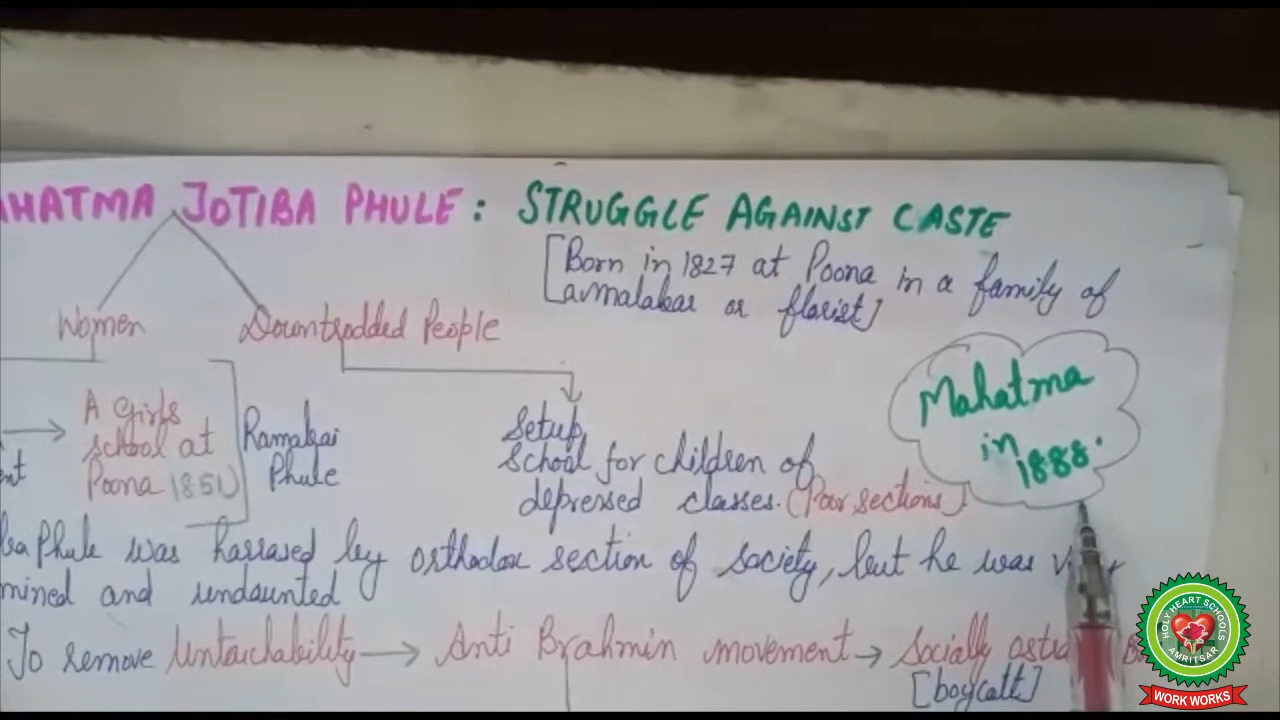 AHATMA JOTIBA PHULE : STRUGGLE AGAINST CASTE
[Born in 1827 at Poona in a family of
a malakar or florist]
Women
Downtrodded People
Mahatma
in
1888.
A Girls
school at
Poona 1851)
Ramabai
Phule
Setup
School for children of
depressed classes. (Poor sections)
ba Phule was harrased by orthodox section of society, but he was
mined and undaunted
To remove Untouchability → Anti Brahmin movement → Socially
[boycott]
HOLY HEART SCHOOLS
AMRITSAR
WORK WORKS